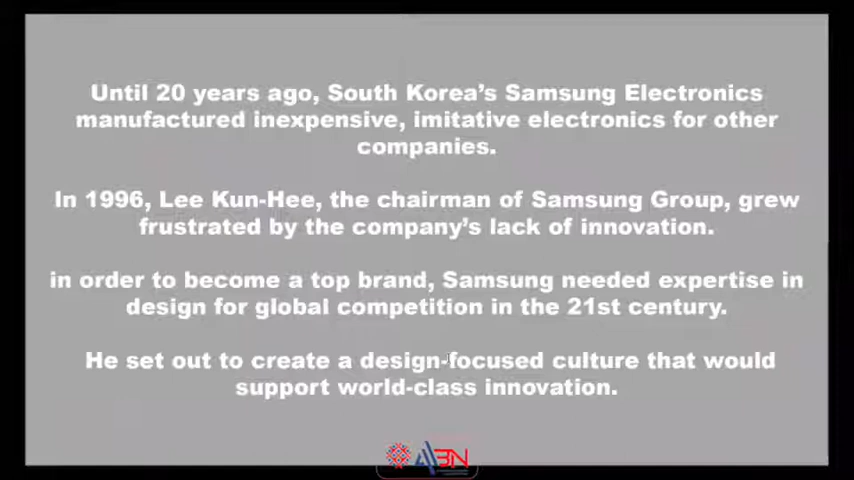 Until 20 years ago, South Korea's Samsung Electronics
manufactured inexpensive, imitative electronics for other
companies.
In 1996, Lee Kun-Hee, the chairman of Samsung Group, grew
frustrated by the company's lack of innovation.
in order to become a top brand, Samsung needed expertise in
design for global competition in the 21st century.
He set out to create a design-focused culture that would
support world-class innovation.
ABN